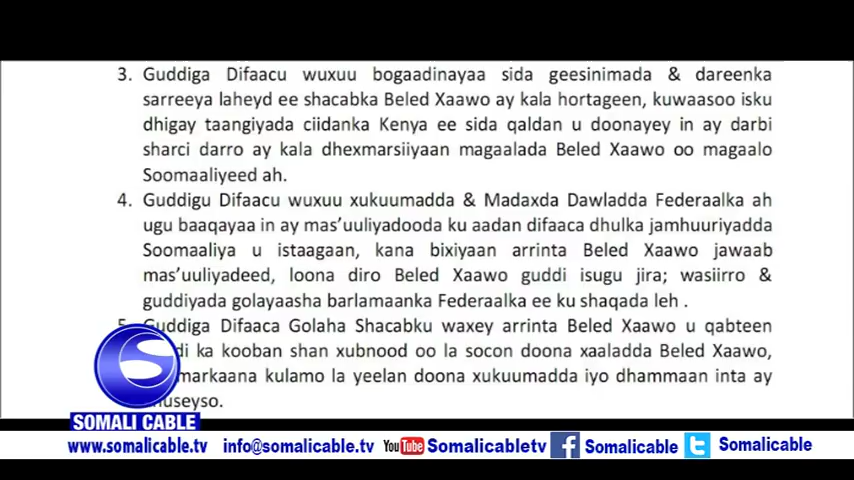 3. Guddiga Difaacu wuxuu bogaadinayaa sida geesinimada & dareenka
sarreeya laheyd ee shacabka Beled Xaawo ay kala hortageen, kuwaasoo isku
dhigay taangiyada ciidanka Kenya ee sida qaldan u doonayey in ay darbi
sharci darro ay kala dhexmarsiiyaan magaalada Beled Xaawo oo magaalo
Soomaaliyeed ah.
4. Guddigu Difaacu wuxuu xukuumadda & Madaxda Dawladda Federaalka ah
ugu baaqayaa in ay mas'uuliyadooda ku aadan difaaca dhulka jamhuuriyadda
Soomaaliya u istaagaan, kana bixiyaan arrinta Beled Xaawo jawaab
mas'uuliyadeed, loona diro Beled Xaawo guddi isugu jira; wasiirro &
guddiyada golayaasha barlamaanka Federaalka ee ku shaqada leh .
5. Guddiga Difaaca Golaha Shacabku waxey arrinta Beled Xaawo u qabteen
ka kooban shan xubnood oo la socon doona xaaladda Beled Xaawo,
kulamo la yeelan doona xukuumadda iyo dhammaan inta ay
SOMALI CABLE
www.somalicable.tv info@somalicable.tv YouTube Somalicabletv Somalicable Somalicable